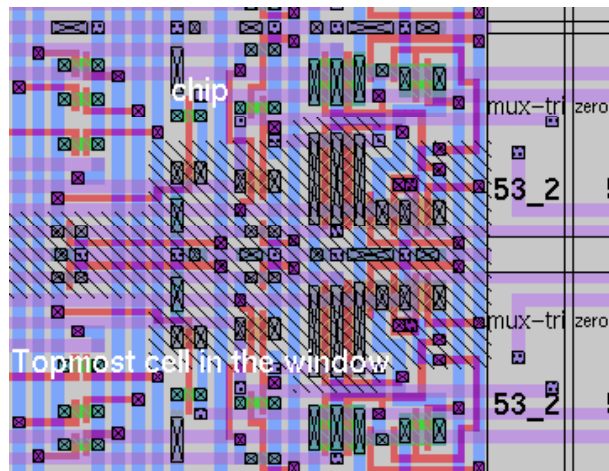 chip
mux-tri zero
53_2
Topmost cell in the window
mux-tri zero
53_2